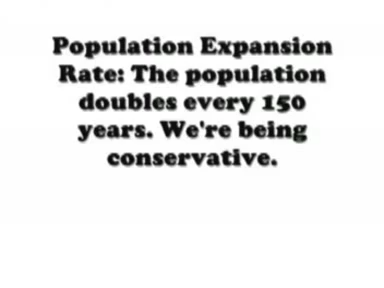 Population Expansion
Rate: The population
doubles every 150
years. We're being
conservative.